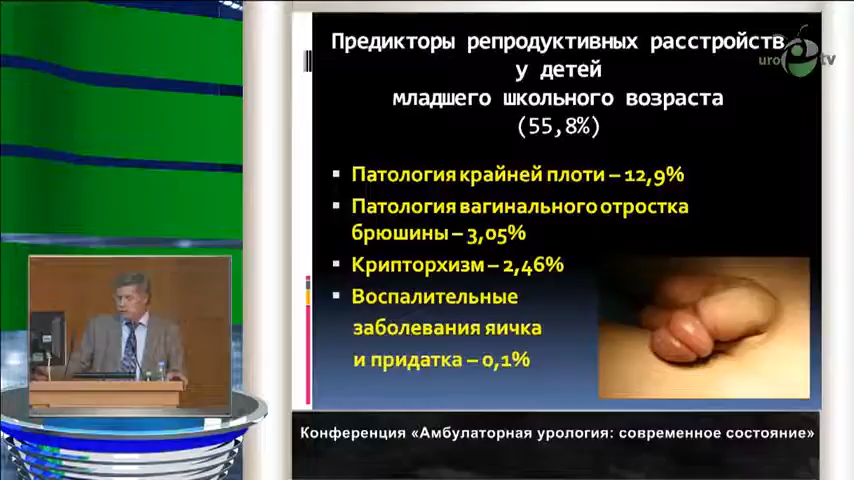 Предикторы репродуктивных расстройств
у детей
младшего школьного возраста
(55,8%)
uro tv
Патология крайней плоти – 12,9%
Патология вагинального отростка
брюшины – 3,05%
Крипторхизм – 2,46%
Воспалительные
заболевания яичка
и придатка – 0,1%
Конференция «Амбулаторная урология: современное состояние»